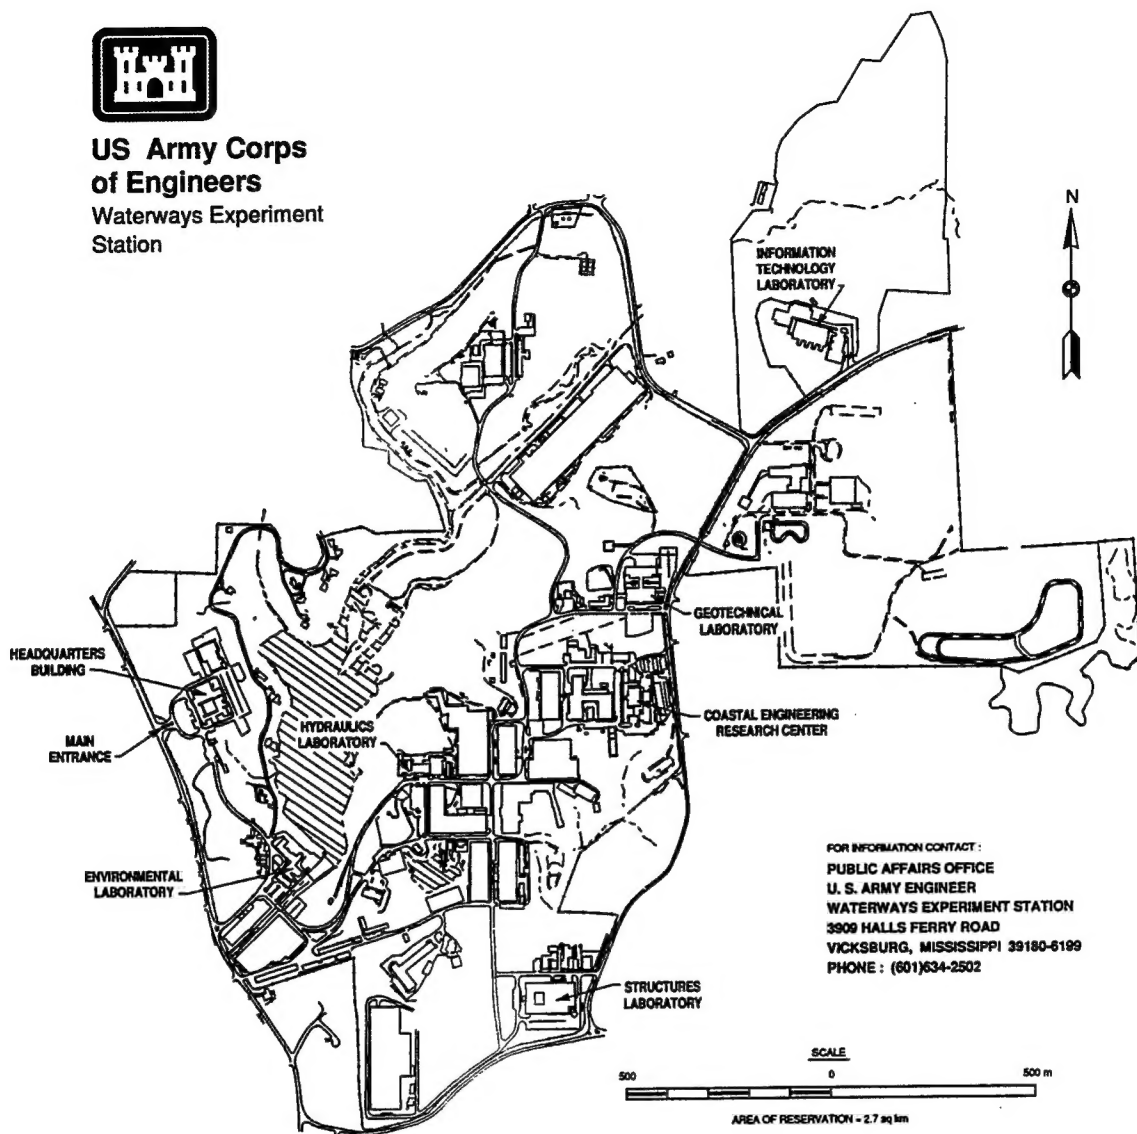 US Army Corps
of Engineers
Waterways Experiment
Station
N
INFORMATION
TECHNOLOGY
LABORATORY
GEOTECHNICAL
LABORATORY
HEADQUARTERS
BUILDING
MAIN
ENTRANCE
HYDRAULICS
LABORATORY
COASTAL ENGINEERING
RESEARCH CENTER
ENVIRONMENTAL
LABORATORY
STRUCTURES
LABORATORY
FOR INFORMATION CONTACT :
PUBLIC AFFAIRS OFFICE
U. S. ARMY ENGINEER
WATERWAYS EXPERIMENT STATION
3909 HALLS FERRY ROAD
VICKSBURG, MISSISSIPPI 39180-6199
PHONE : (601)634-2502
SCALE
500 0 500 m
AREA OF RESERVATION = 2.7 sq km